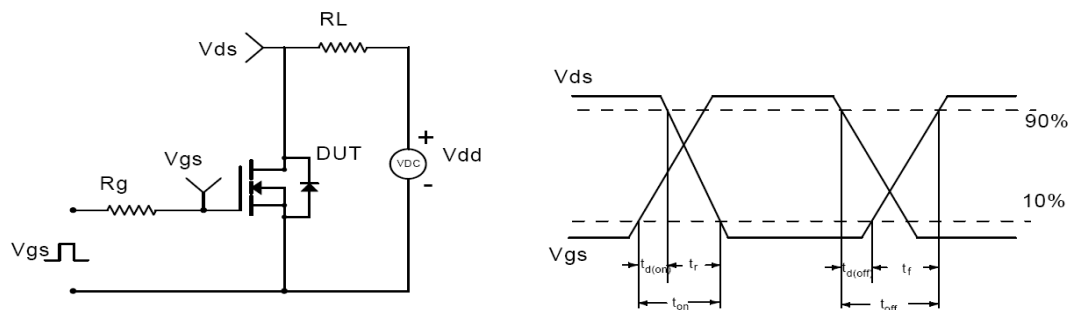 RL
Vds
Vgs
DUT
Rg
VDC
+
Vdd
-
Vgs
Vds
90%
10%
Vgs
td(on)
tr
td(off)
tf
ton
toff